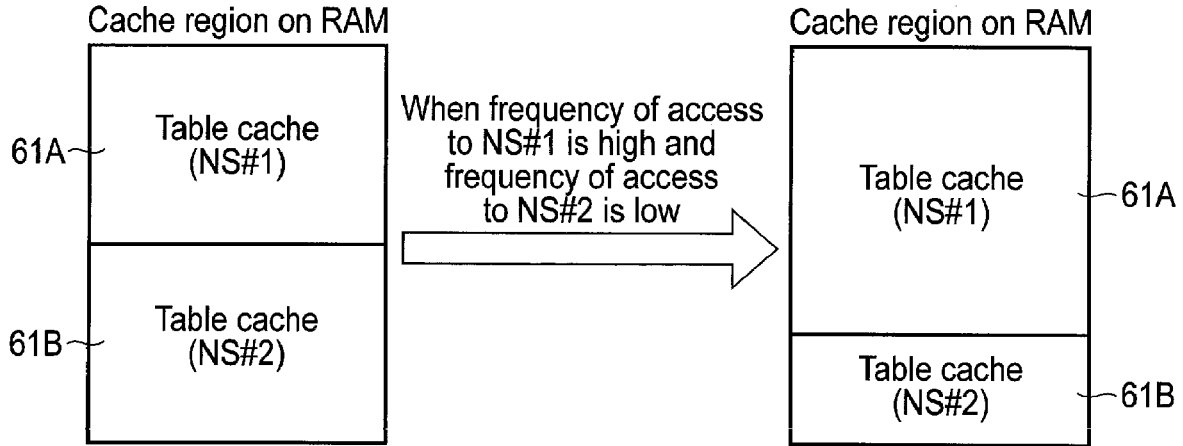 Cache region on RAM
Table cache
(NS#1)
61A
Table cache
(NS#2)
61B
When frequency of access
to NS#1 is high and
frequency of access
to NS#2 is low
Cache region on RAM
Table cache
(NS#1)
61A
Table cache
(NS#2)
61B